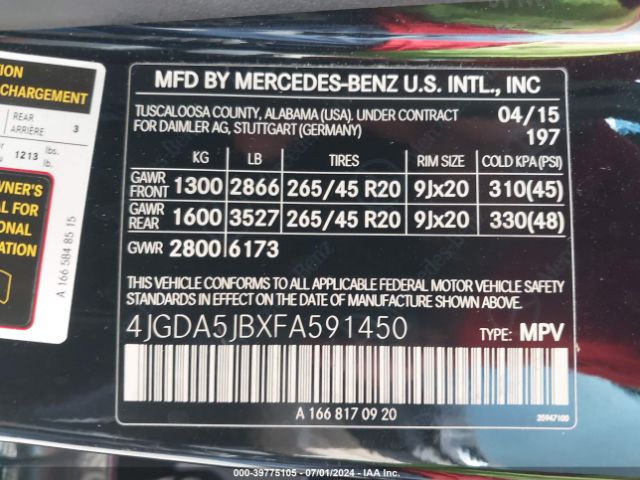 TION
CHARGEMENT
REAR
ARRIÈRE 3
1213 lbs.
lb.
OWNER'S
AL FOR
IONAL
ATION
A 166 584 85 15
MFD BY MERCEDES-BENZ U.S. INTL., INC
TUSCALOOSA COUNTY, ALABAMA (USA). UNDER CONTRACT 04/15
FOR DAIMLER AG, STUTTGART (GERMANY) 197
KG LB TIRES RIM SIZE COLD KPA (PSI)
GAWR
FRONT 1300 2866 265/45 R20 9Jx20 310(45)
GAWR
REAR 1600 3527 265/45 R20 9Jx20 330(48)
GVWR 2800 6173
THIS VEHICLE CONFORMS TO ALL APPLICABLE FEDERAL MOTOR VEHICLE SAFETY
STANDARDS IN EFFECT ON THE DATE OF MANUFACTURE SHOWN ABOVE.
4JGDA5JBXFA591450 TYPE: MPV
A 166 817 09 20 25947100
© 39775105 - 07/01/2024 - IAA Inc.